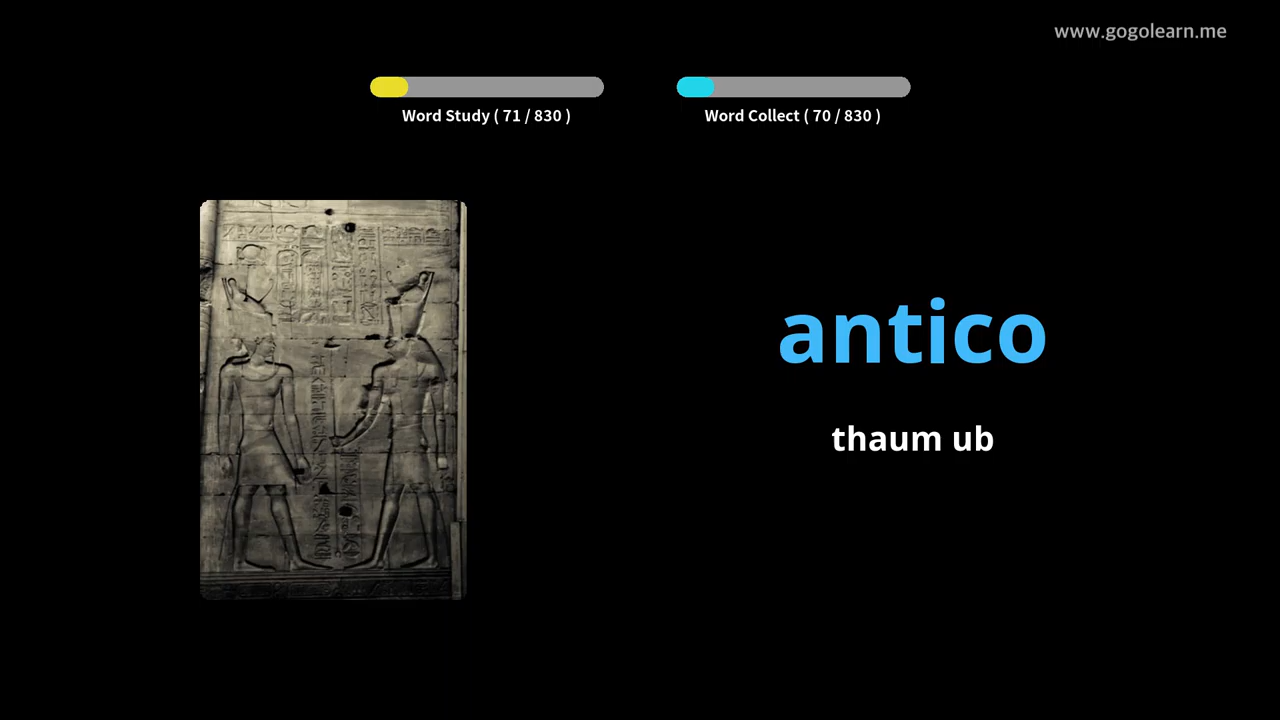 www.gogolearn.me
Word Study ( 71 / 830 )
Word Collect ( 70 / 830 )
antico
thaum ub